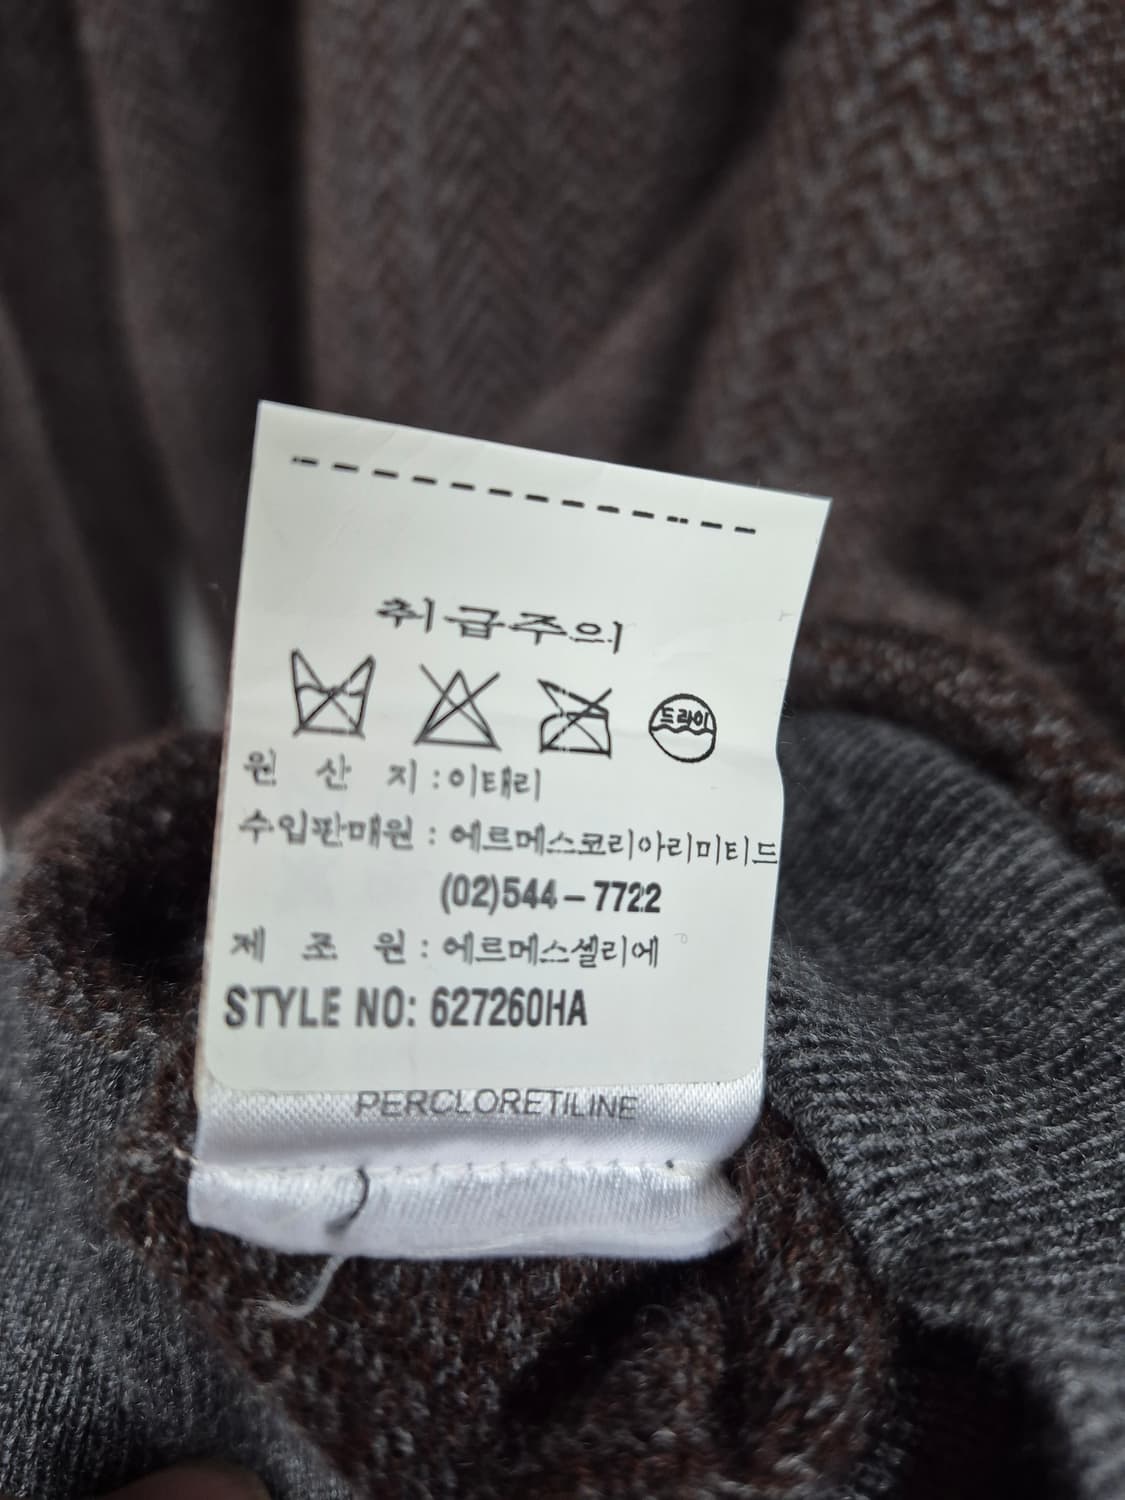 취급주의
드라이
원 산 지 : 이태리
수입판매원 : 에르메스코리아리미티드
(02)544-7722
제 조 원 : 에르메스셀리에
STYLE NO: 627260HA
PERCLORETILINE